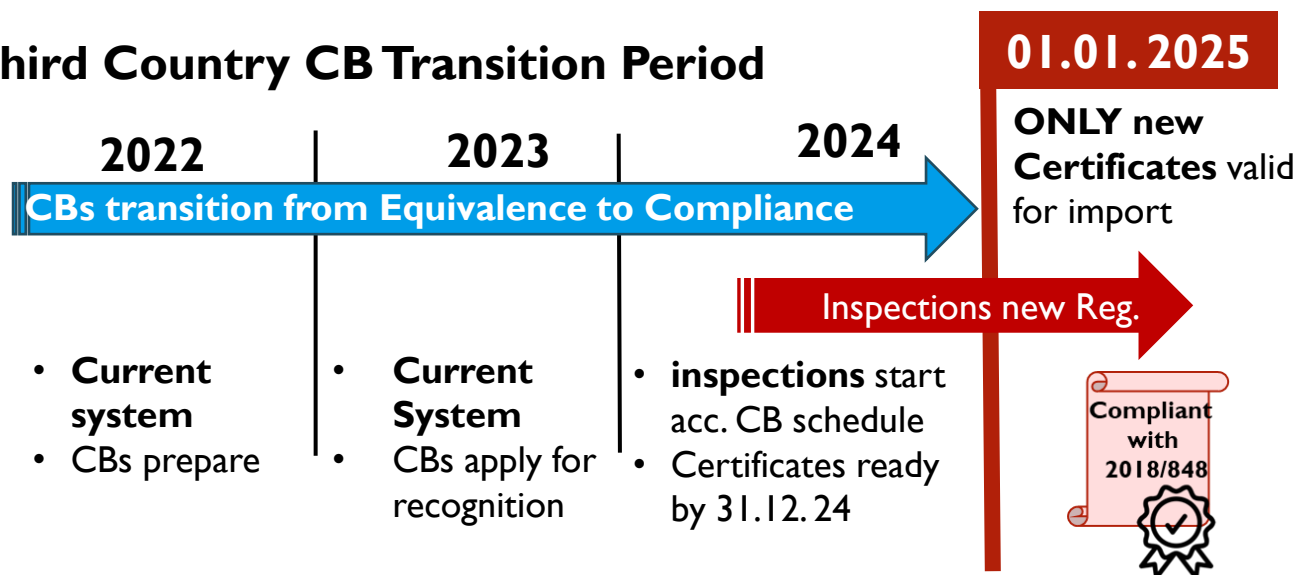 hird Country CB Transition Period
01.01. 2025
2022
2023
2024
ONLY new
Certificates valid
for import
CBs transition from Equivalence to Compliance
Inspections new Reg.
• Current
system
• CBs prepare
• Current
System
• CBs apply for
recognition
• inspections start
acc. CB schedule
• Certificates ready
by 31.12. 24
Compliant
with
2018/848